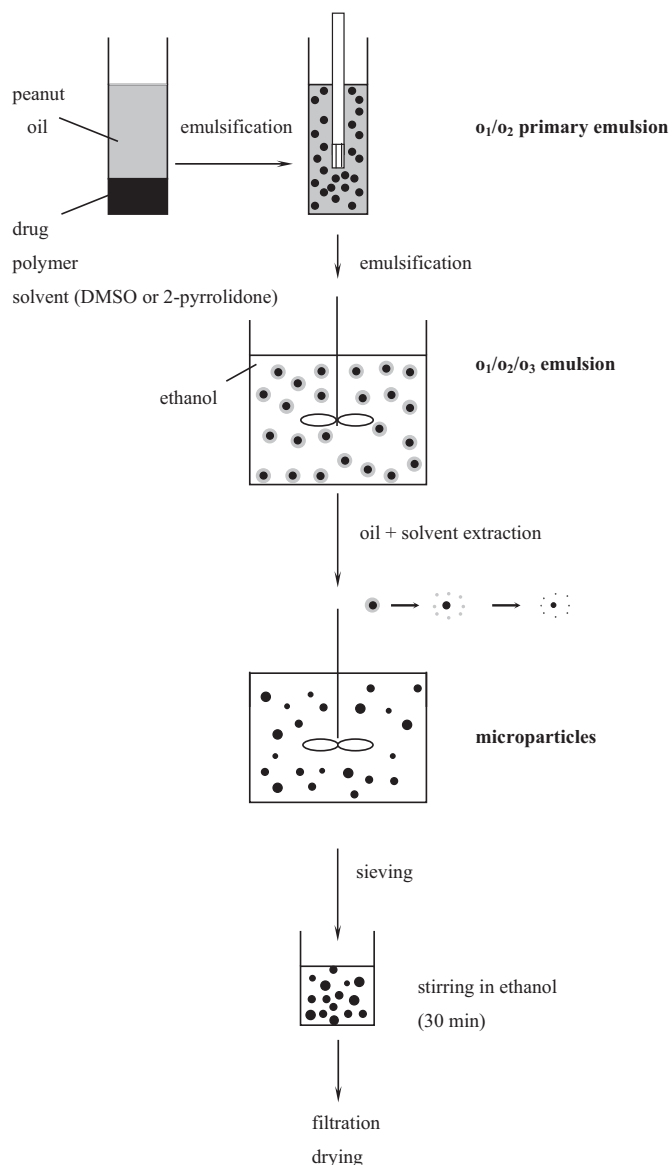 peanut
oil
emulsification
o₁/o₂ primary emulsion
drug
polymer
solvent (DMSO or 2-pyrrolidone)
emulsification
o₁/o₂/o₃ emulsion
ethanol
oil + solvent extraction
microparticles
sieving
stirring in ethanol
(30 min)
filtration
drying